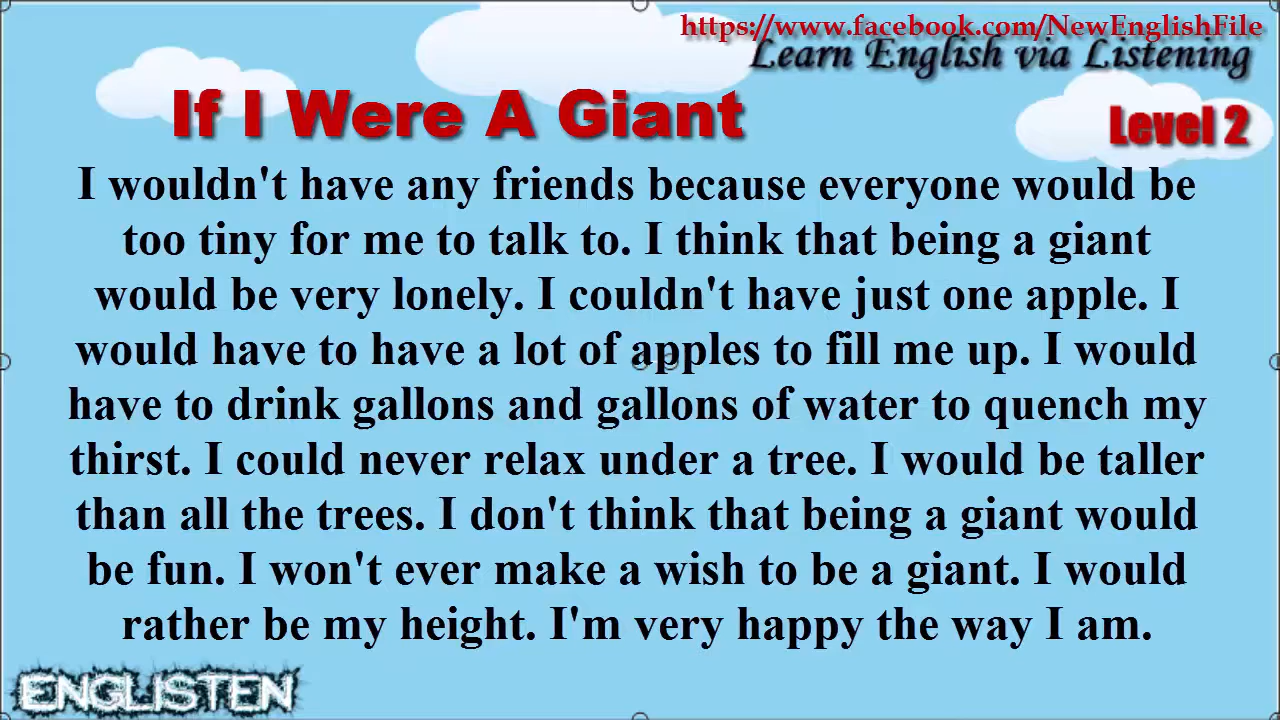 https://www.facebook.com/NewEnglishFile
Learn English via Listening
If I Were A Giant
Level 2
I wouldn't have any friends because everyone would be
too tiny for me to talk to. I think that being a giant
would be very lonely. I couldn't have just one apple. I
would have to have a lot of apples to fill me up. I would
have to drink gallons and gallons of water to quench my
thirst. I could never relax under a tree. I would be taller
than all the trees. I don't think that being a giant would
be fun. I won't ever make a wish to be a giant. I would
rather be my height. I'm very happy the way I am.
ENGLISTEN